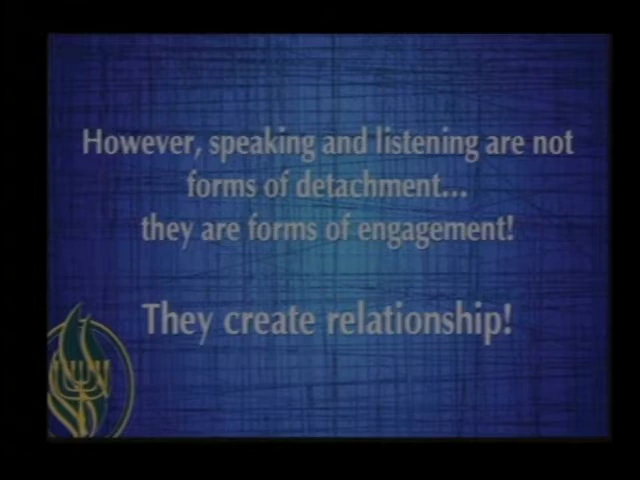 However, speaking and listening are not
forms of detachment...
they are forms of engagement!
They create relationship!